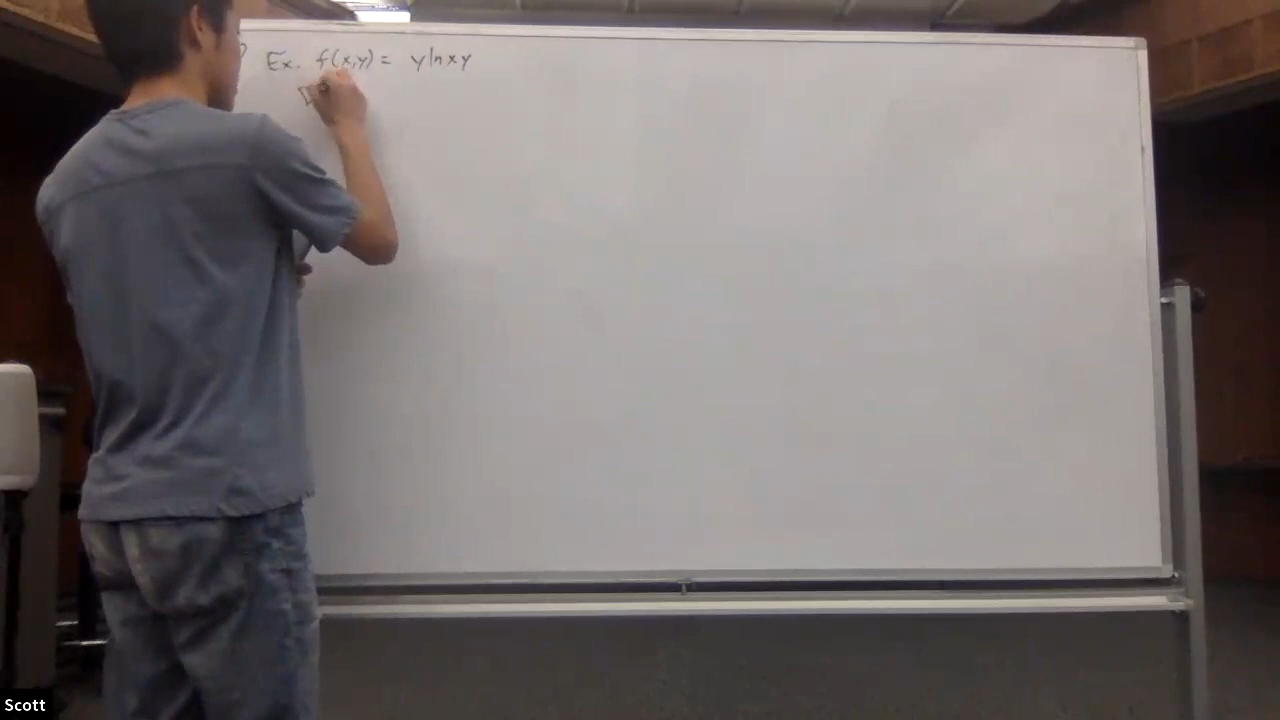 Ex. f(x,y) = y ln xy
Scott